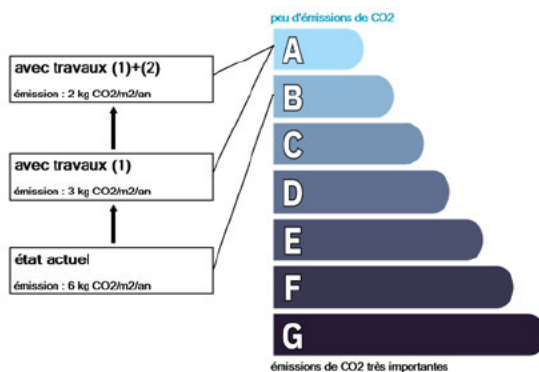 peu d'émissions de CO2
avec travaux (1)+(2)
émission : 2 kg CO2/m2/an
avec travaux (1)
émission : 3 kg CO2/m2/an
état actuel
émission : 6 kg CO2/m2/an
A
B
C
D
E
F
G
émissions de CO2 très importantes